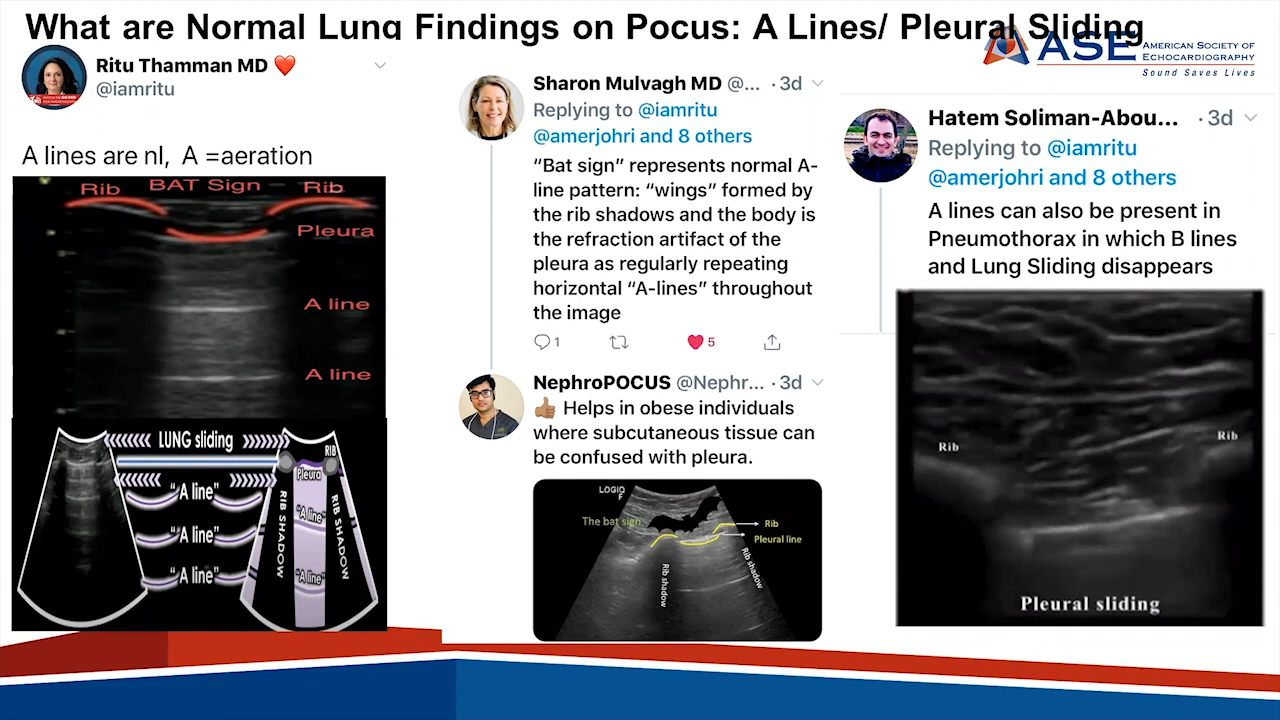 What are Normal Lung Findings on Pocus: A Lines/ Pleural Sliding
ASE
AMERICAN SOCIETY OF
ECHOCARDIOGRAPHY
Sound Saves Lives
Ritu Thamman MD ❤️
@iamritu
A lines are nl, A =aeration
Rib
BAT Sign
Rib
Pleura
A line
A line
LUNG sliding
"A line"
"A line"
"A line"
RIB
Pleura
"A line"
"A line"
RIB SHADOW
RIB SHADOW
Sharon Mulvagh MD @... · 3d
Replying to @iamritu
@amerjohri and 8 others
“Bat sign” represents normal A-
line pattern: “wings” formed by
the rib shadows and the body is
the refraction artifact of the
pleura as regularly repeating
horizontal “A-lines” throughout
the image
1
5
NephroPOCUS @Nephr... · 3d
👍🏽 Helps in obese individuals
where subcutaneous tissue can
be confused with pleura.
LOGIQ
F
The bat sign
Rib
Pleural line
Rib shadow
Rib shadow
Hatem Soliman-Abou... · 3d
Replying to @iamritu
@amerjohri and 8 others
A lines can also be present in
Pneumothorax in which B lines
and Lung Sliding disappears
Rib
Rib
Pleural sliding